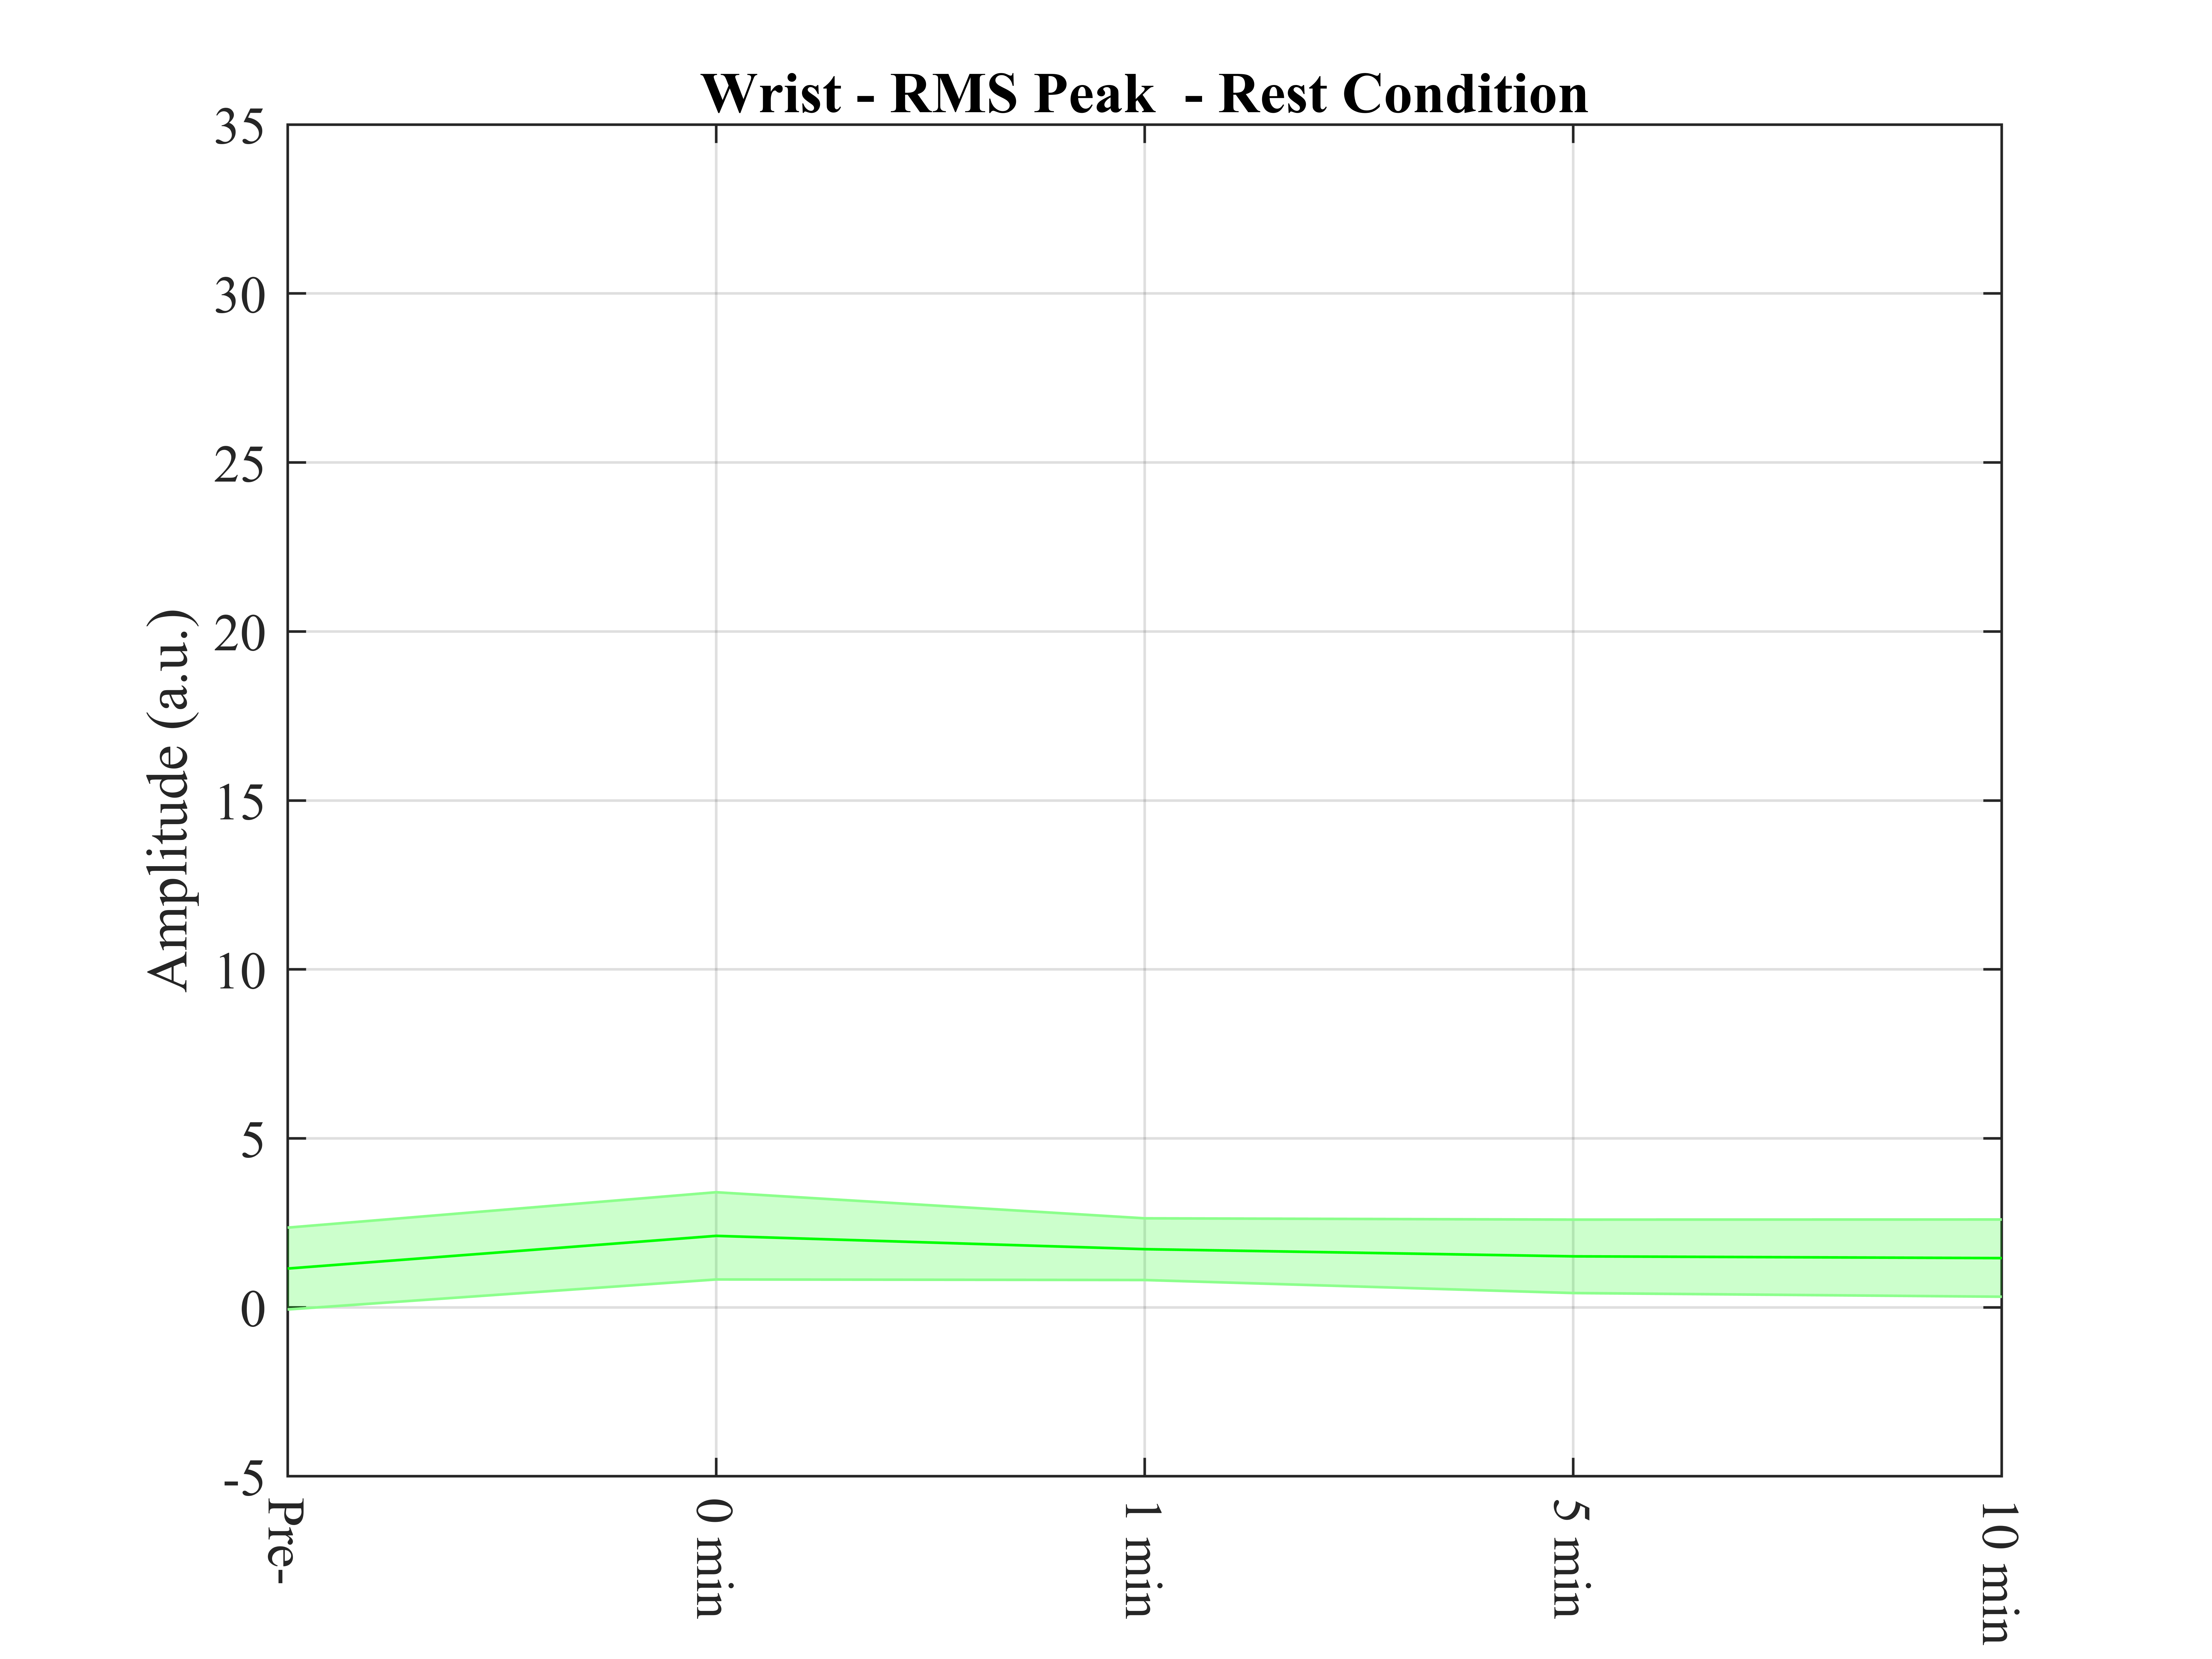 Wrist - RMS Peak - Rest Condition
Amplitude (a.u.)
35
30
25
20
15
10
5
0
-5
Pre-
0 min
1 min
5 min
10 min